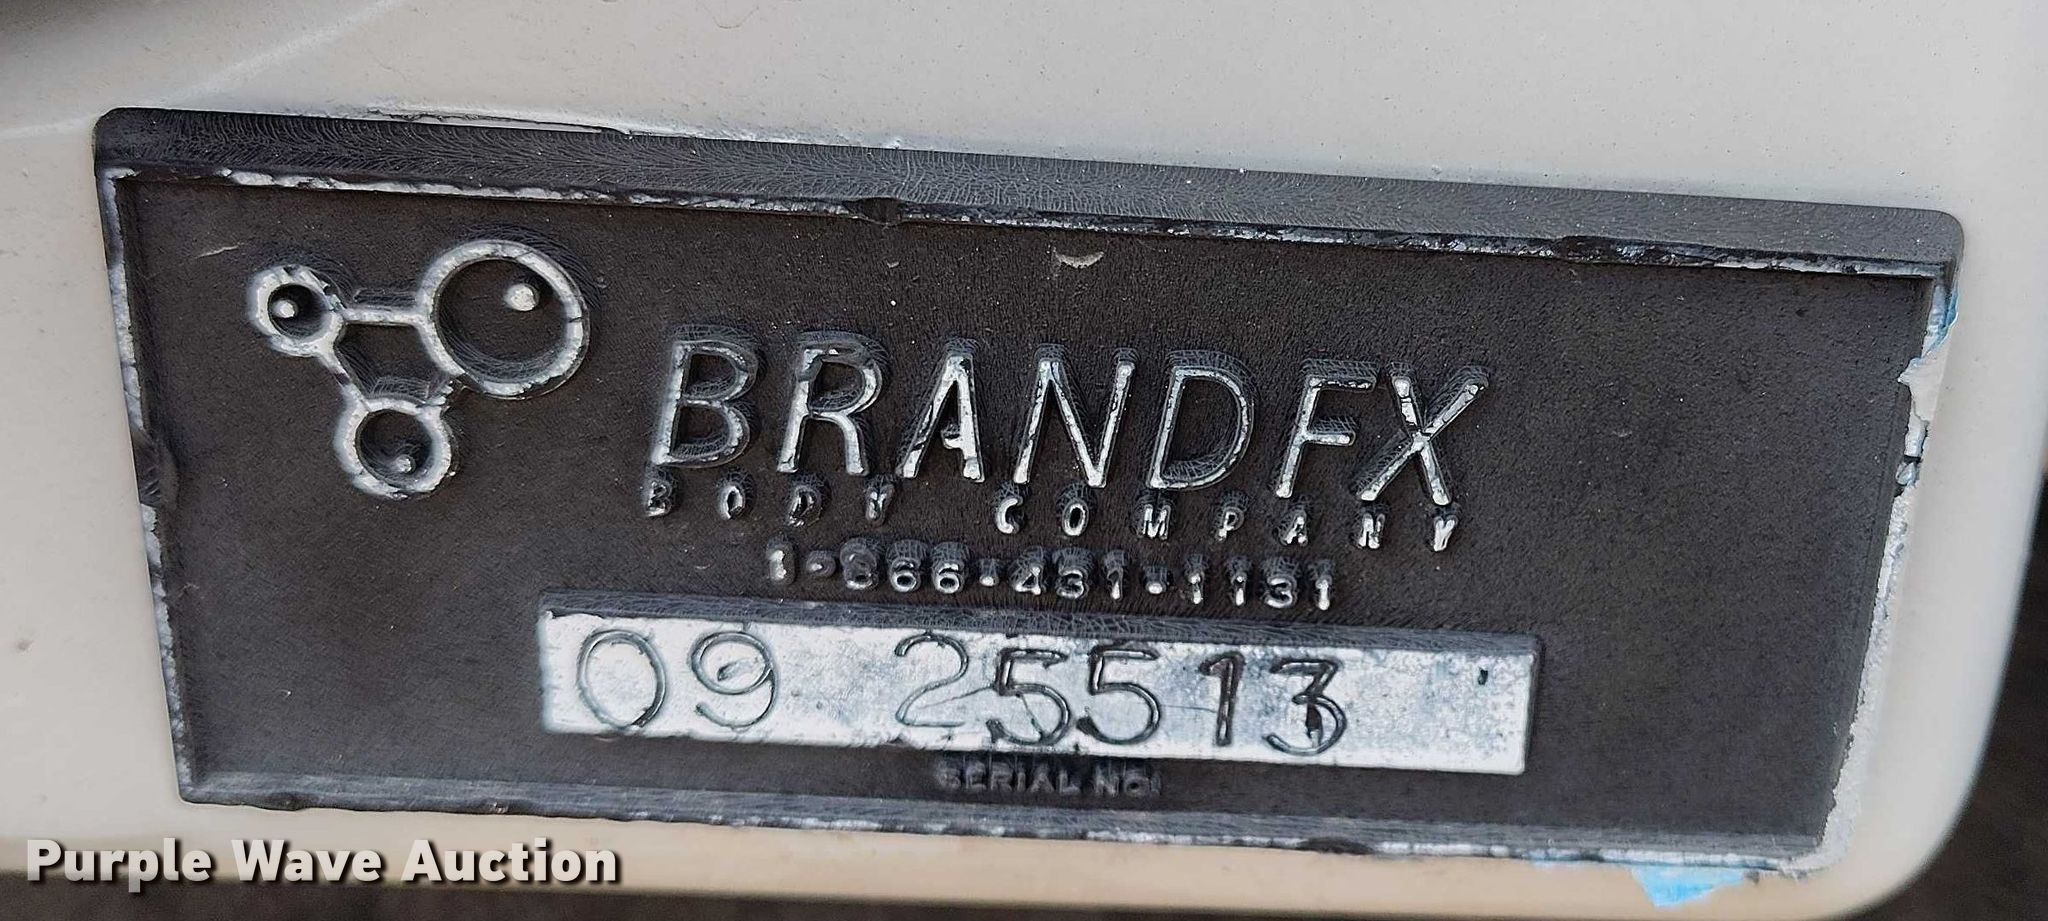 BRANDFX
BODY COMPANY
1-866-431-1131
09 25513
SERIAL NO.
Purple Wave Auction